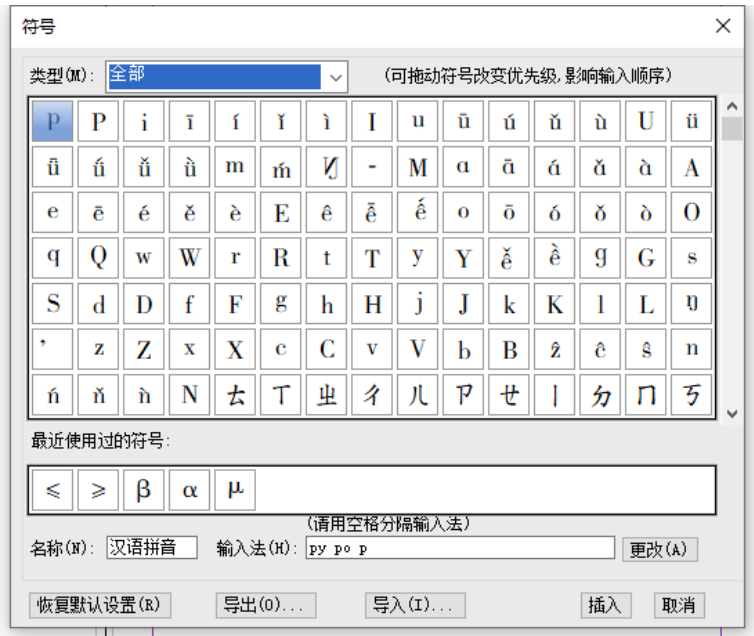 符号
类型(M): 全部 (可拖动符号改变优先级,影响输入顺序)
p P i ī í ǐ ì I u ū ú ǔ ù U ü
ǖ ǘ ǚ ǜ m ḿ - M ɑ ɑ̄ ɑ́ ɑ̌ ɑ̀ A
e ē é ě è E ê ê̄ ế o ō ó ǒ ò O
q Q w W r R t T y Y ê̌ ề ɡ G s
S d D f F g h H j J k K l L ŋ
’ z Z x X c C v V b B ẑ ĉ ŝ n
ń ň ǹ N ㄊ ㄒ ㄓ ㄔ ㄦ ㄗ ㄝ ㄌ ㄇ ㄎ
最近使用过的符号:
⩽ ⩾ β α μ
(请用空格分隔输入法)
名称(N): 汉语拼音 输入法(H): py po p 更改(A)
恢复默认设置(R) 导出(O)... 导入(I)... 插入 取消